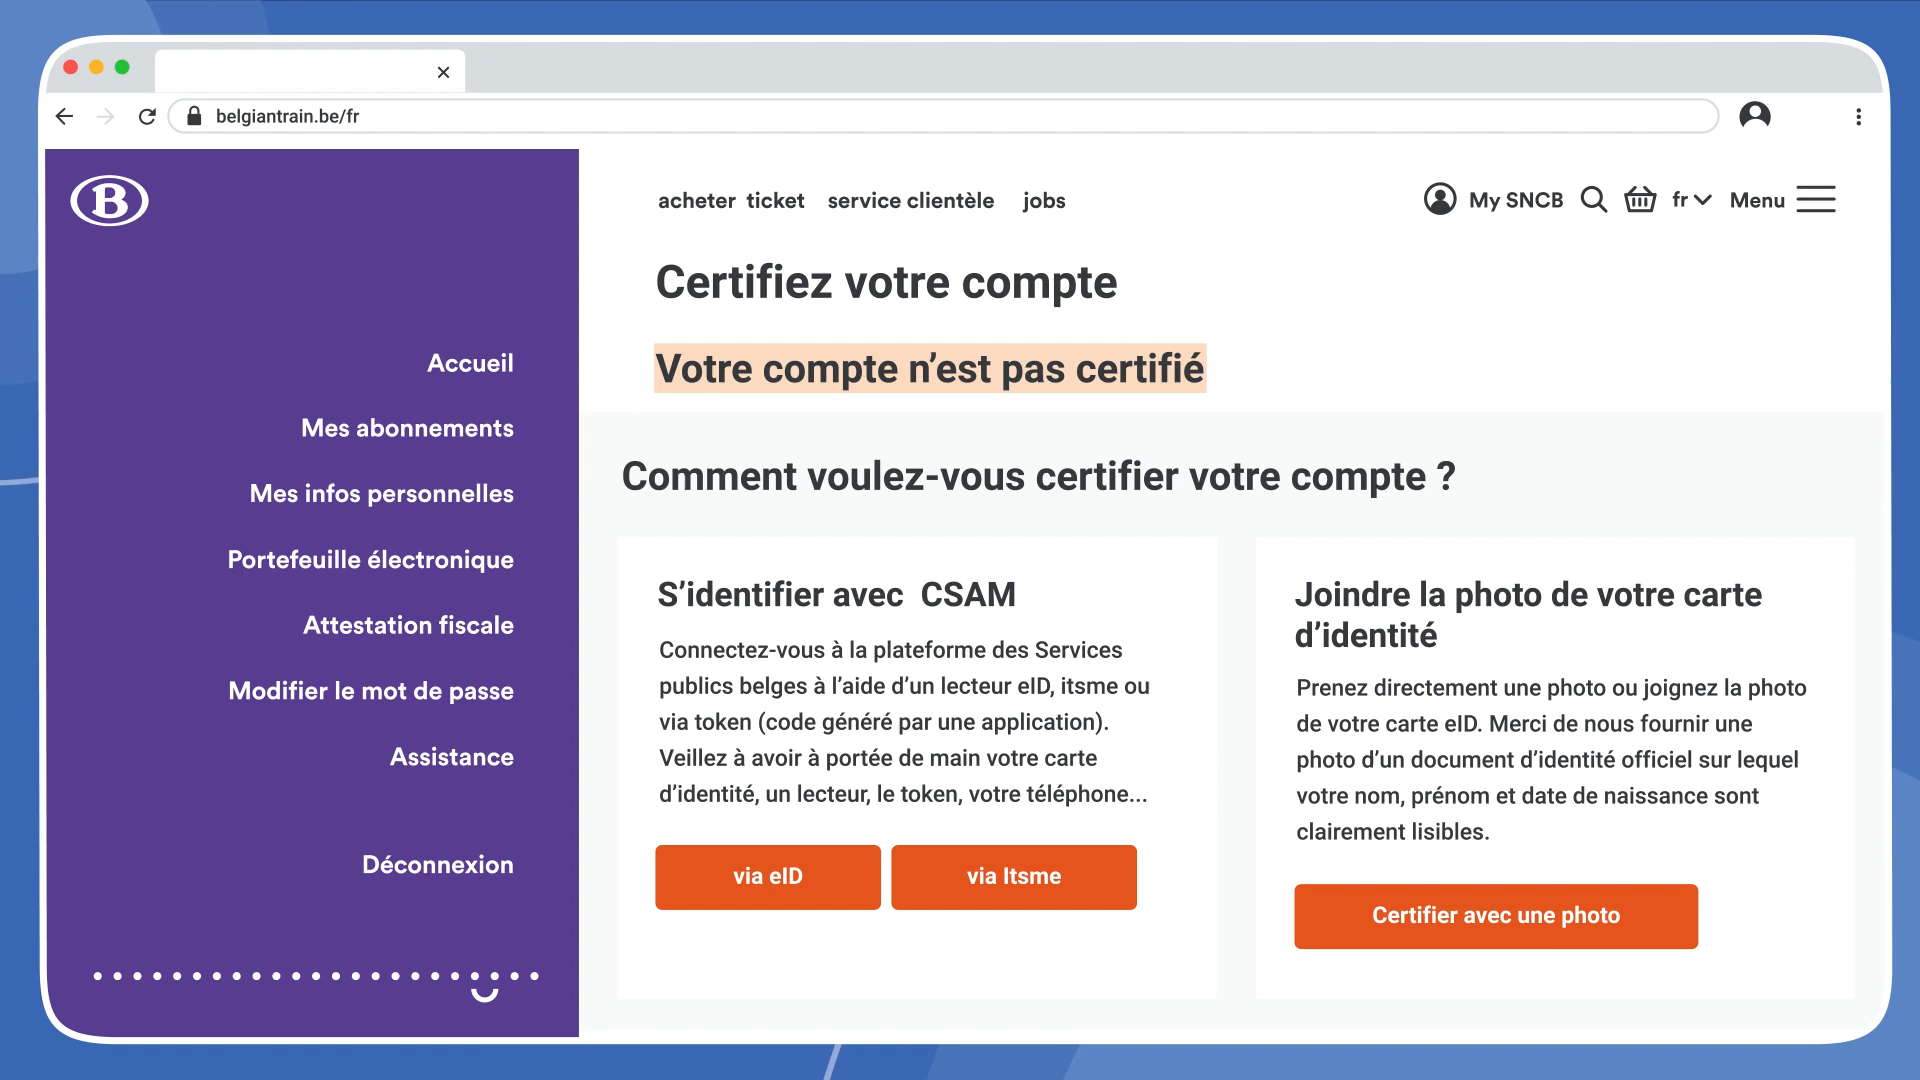 belgiantrain.be/fr
B
acheter ticket service clientèle jobs
My SNCB fr Menu
Accueil
Mes abonnements
Mes infos personnelles
Portefeuille électronique
Attestation fiscale
Modifier le mot de passe
Assistance
Déconnexion
Certifiez votre compte
Votre compte n’est pas certifié
Comment voulez-vous certifier votre compte ?
S’identifier avec CSAM
Connectez-vous à la plateforme des Services
publics belges à l’aide d’un lecteur eID, itsme ou
via token (code généré par une application).
Veillez à avoir à portée de main votre carte
d’identité, un lecteur, le token, votre téléphone...
via eID
via Itsme
Joindre la photo de votre carte
d’identité
Prenez directement une photo ou joignez la photo
de votre carte eID. Merci de nous fournir une
photo d’un document d’identité officiel sur lequel
votre nom, prénom et date de naissance sont
clairement lisibles.
Certifier avec une photo